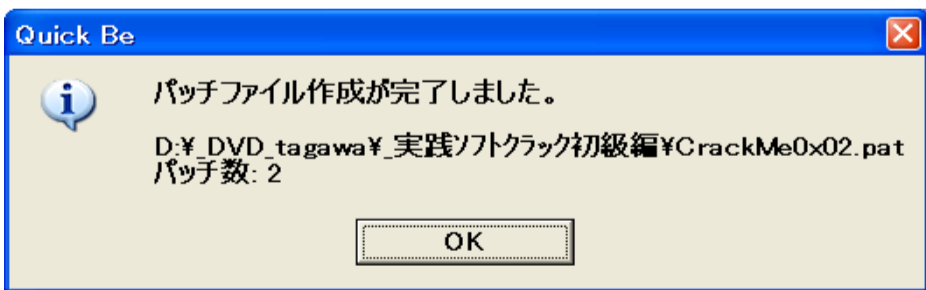 Quick Be
パッチファイル作成が完了しました。
D:¥_DVD_tagawa¥_実践ソフトクラック初級編¥CrackMe0x02.pat
パッチ数: 2
OK